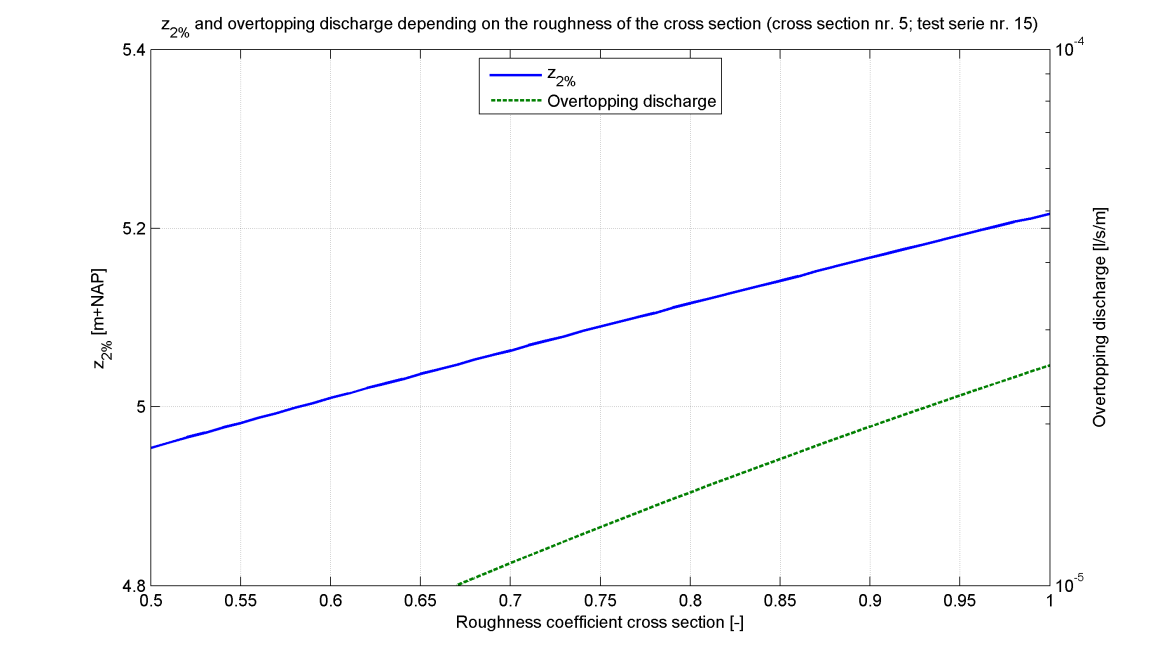 z2% and overtopping discharge depending on the roughness of the cross section (cross section nr. 5; test serie nr. 15)
5.4
10-4
z2%
Overtopping discharge
5.2
z2% [m+NAP]
Overtopping discharge [l/s/m]
5
4.8
10-5
0.5 0.55 0.6 0.65 0.7 0.75 0.8 0.85 0.9 0.95 1
Roughness coefficient cross section [-]